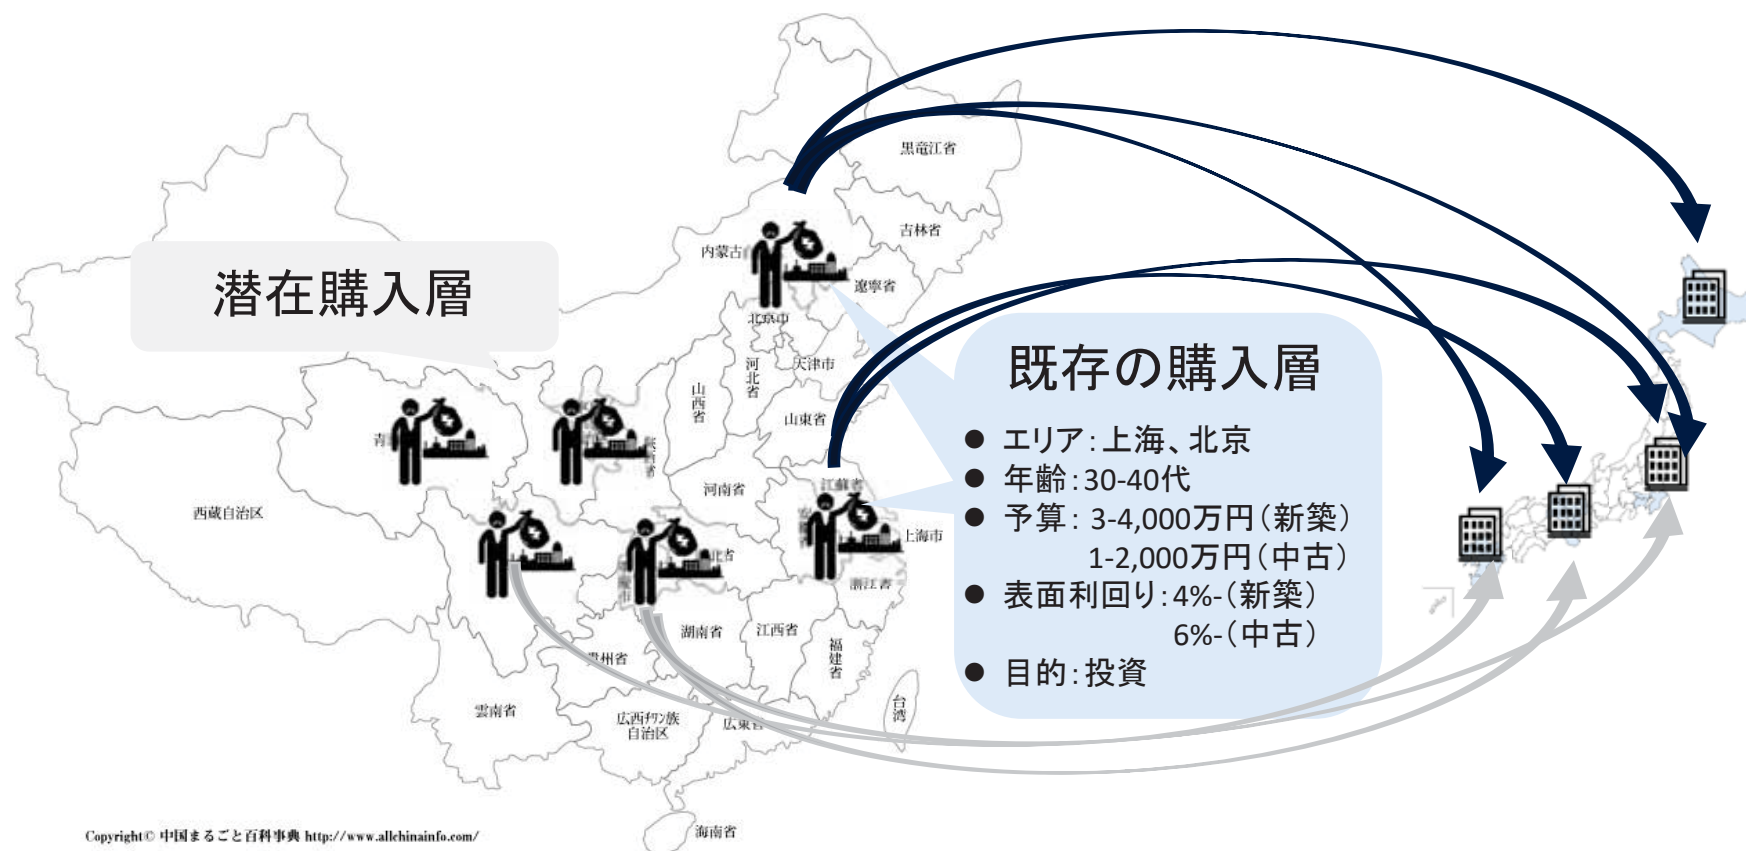 黒竜江省
吉林省
内蒙古
遼寧省
潜在購入層
北京市
天津市
河北省
山西省
山東省
既存の購入層
● エリア：上海、北京
● 年齢：30-40代
● 予算： 3-4,000万円（新築）
1-2,000万円（中古）
● 表面利回り：4%-（新築）
6%-（中古）
● 目的：投資
河南省
江蘇省
西蔵自治区
上海市
北省
浙江省
湖南省
江西省
福建省
貴州省
雲南省
広西チワン族
自治区
広東省
台湾
海南省
Copyright© 中国まるごと百科事典 http://www.allchinainfo.com/